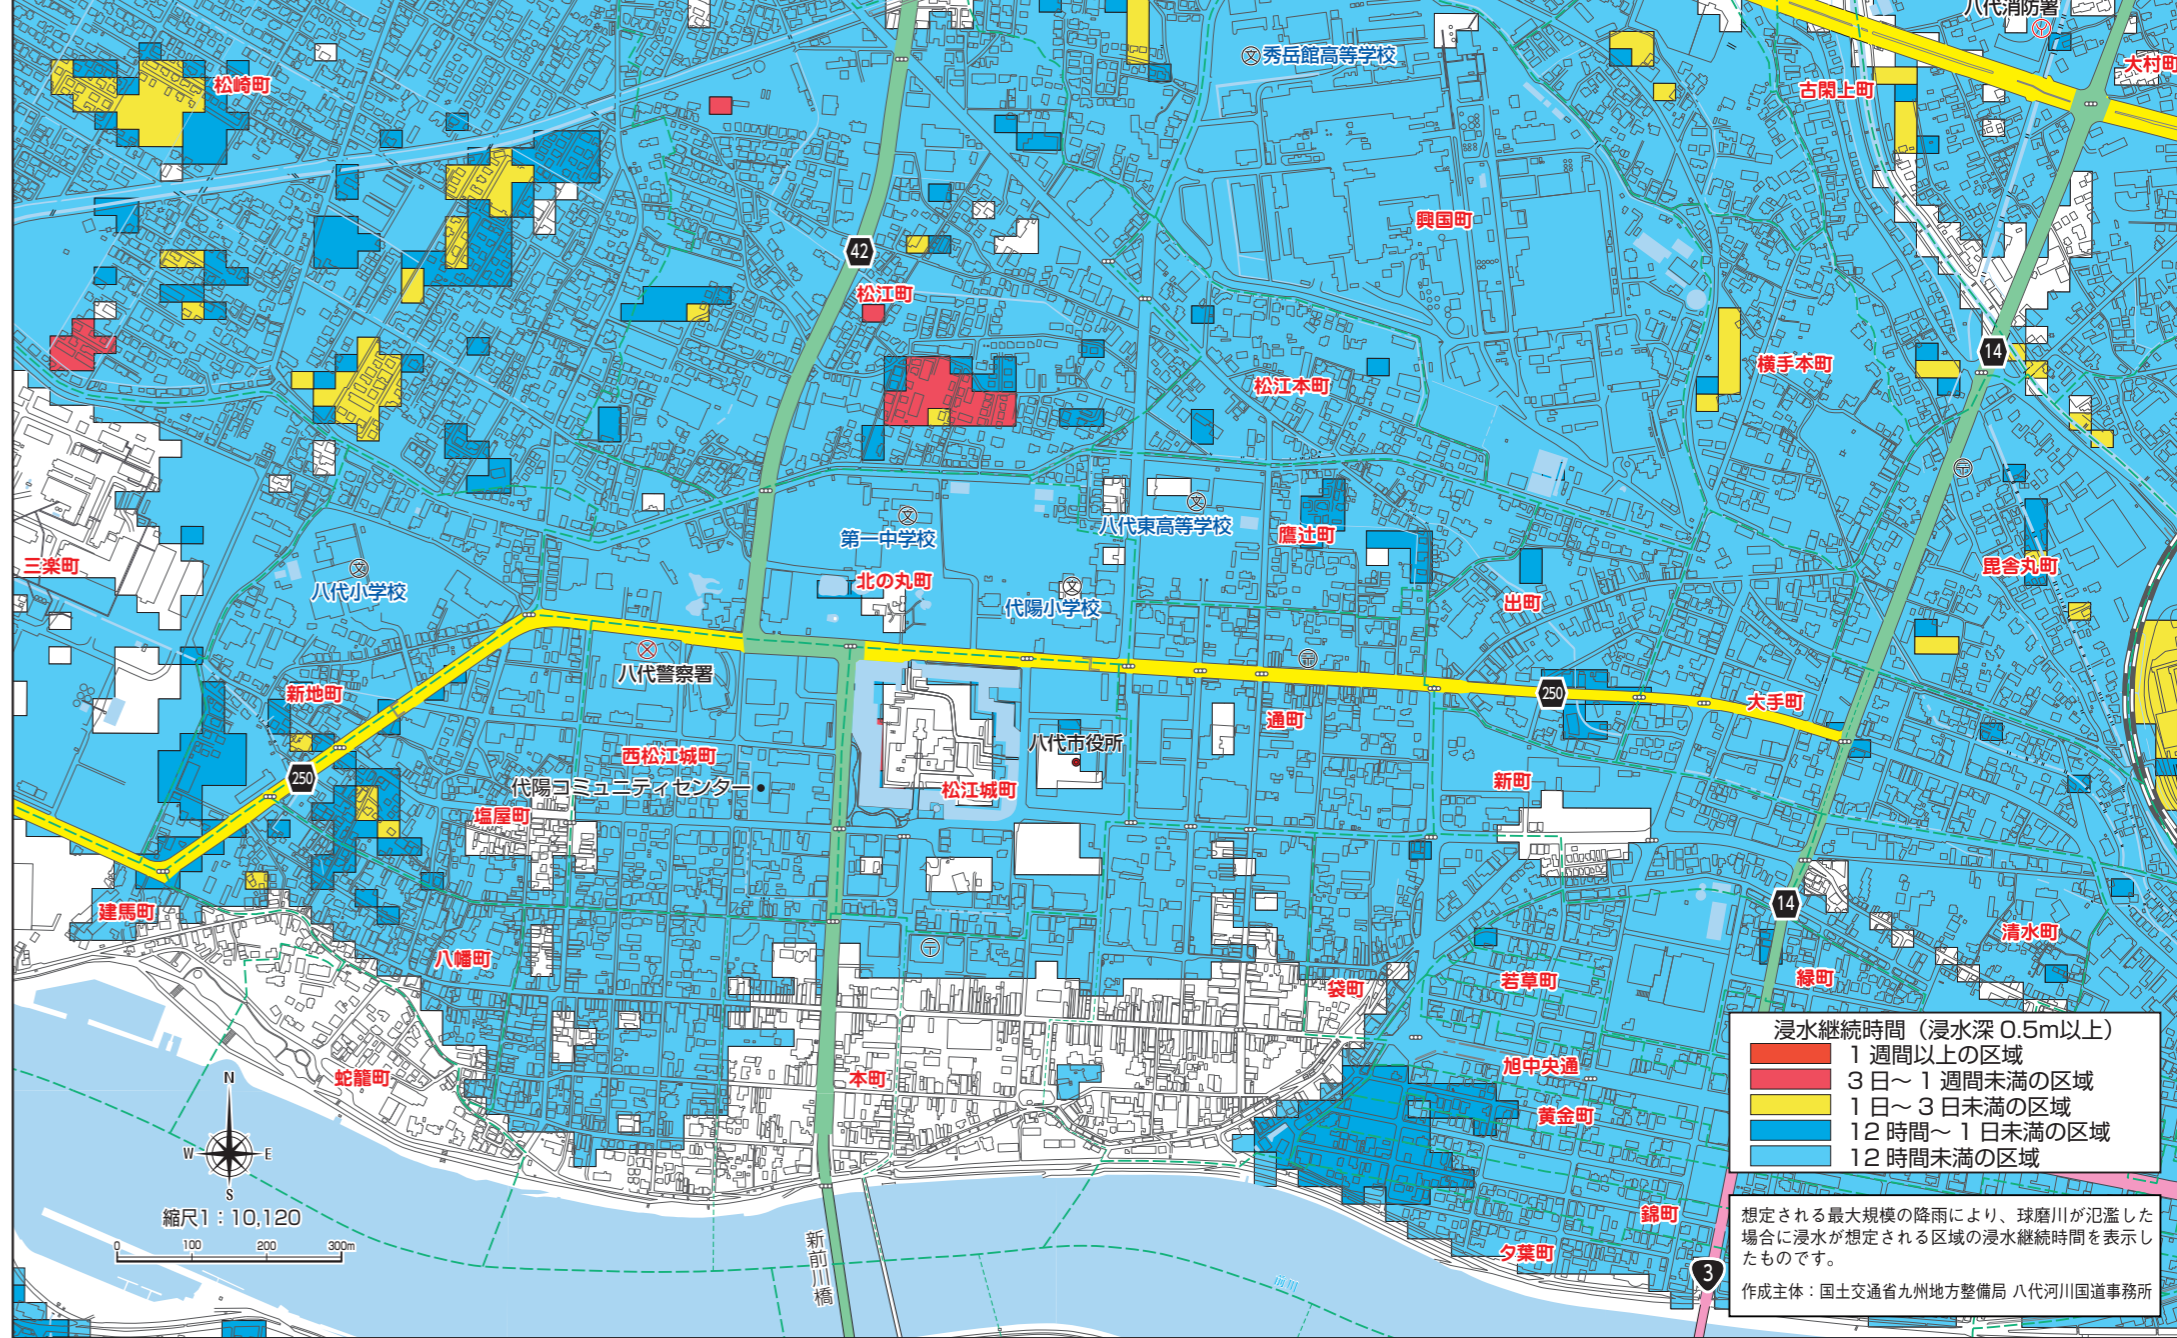 八代消防署
大村町
秀岳館高等学校
松崎町
古閑上町
興国町
42
松江町
14
横手本町
松江本町
第一中学校
八代東高等学校
鷹辻町
三楽町
八代小学校
北の丸町
代陽小学校
出町
毘舎丸町
八代警察署
新地町
250
大手町
通町
西松江城町
八代市役所
250
代陽コミュニティセンター
松江城町
新町
塩屋町
建馬町
14
八幡町
清水町
若草町
緑町
袋町
蛇籠町
本町
旭中央通
黄金町
錦町
夕葉町
新前川橋
前川
3
N
W
E
S
縮尺1：10,120
0 100 200 300m
浸水継続時間（浸水深 0.5m以上）
１週間以上の区域
３日～１週間未満の区域
１日～３日未満の区域
12 時間～１日未満の区域
12 時間未満の区域
想定される最大規模の降雨により、球磨川が氾濫した
場合に浸水が想定される区域の浸水継続時間を表示し
たものです。
作成主体：国土交通省九州地方整備局 八代河川国道事務所